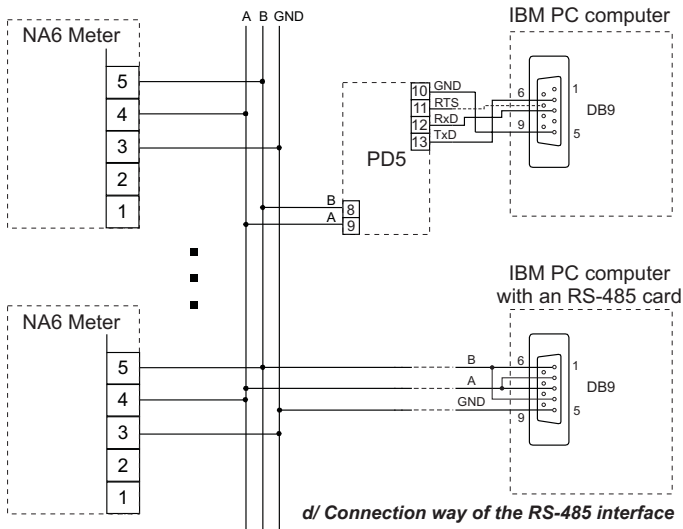 A B GND
IBM PC computer
NA6 Meter
5
4
3
2
1
10 GND
11 RTS
12 RxD
13 TxD
PD5
B 8
A 9
6
1
DB9
9
5
IBM PC computer
with an RS-485 card
NA6 Meter
5
4
3
2
1
B
A
GND
6
1
DB9
9
5
d/ Connection way of the RS-485 interface